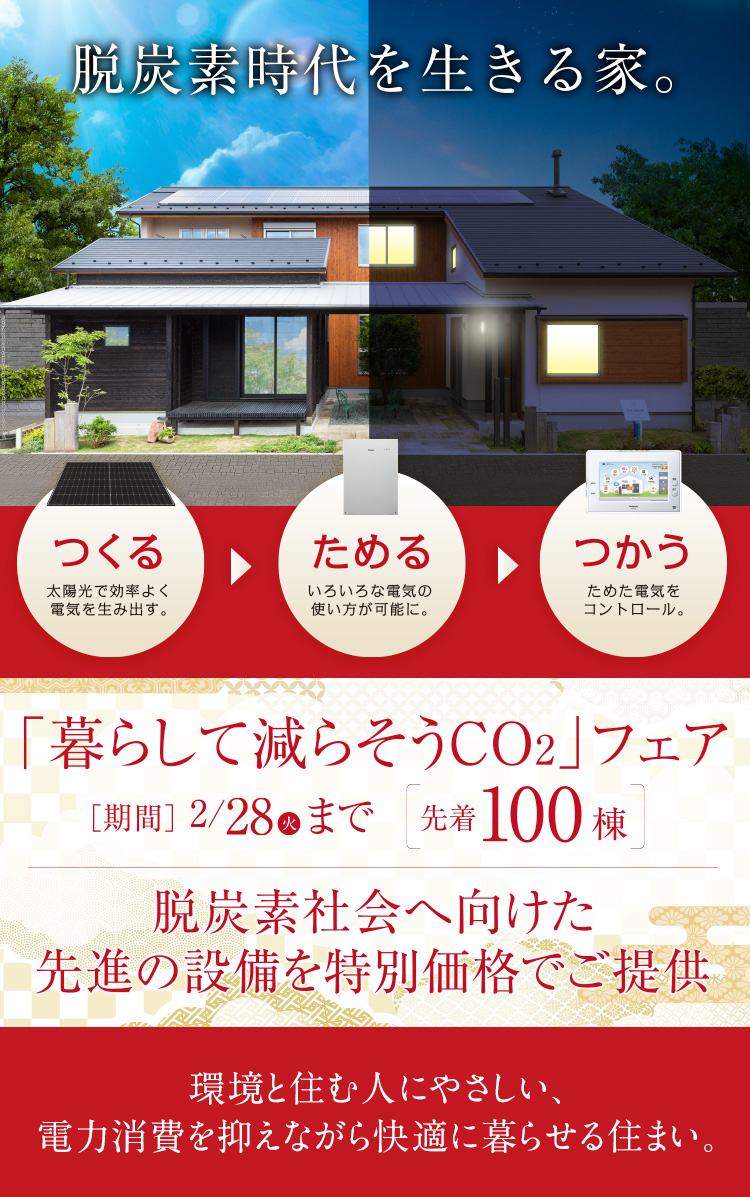 脱炭素時代を生きる家。
つくる
太陽光で効率よく
電気を生み出す。
ためる
いろいろな電気の
使い方が可能に。
つかう
ためた電気を
コントロール。
「暮らして減らそうCO2」フェア
［期間］2/28火まで［先着100棟］
脱炭素社会へ向けた
先進の設備を特別価格でご提供
環境と住む人にやさしい、
電力消費を抑えながら快適に暮らせる住まい。